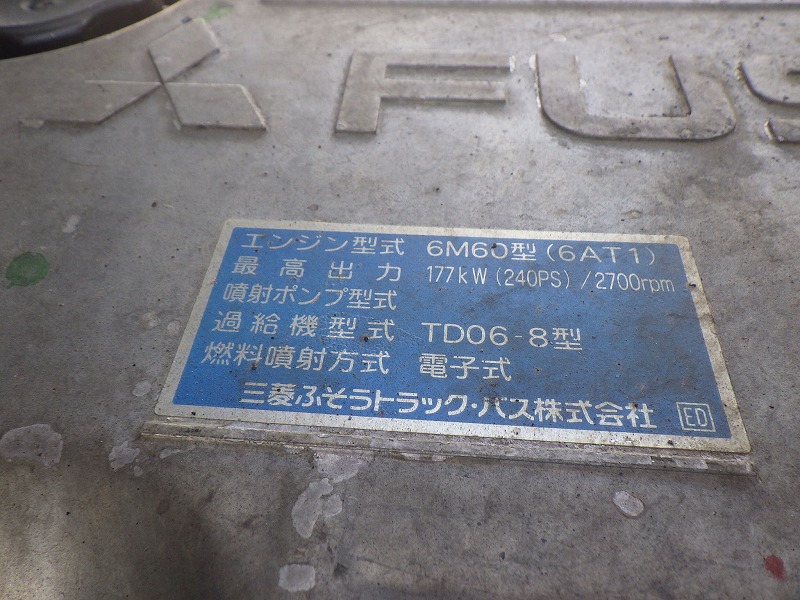 FUS
エンジン型式 6M60型(6AT1)
最高出力 177kW(240PS)/2700rpm
噴射ポンプ型式
過給機型式 TD06-8型
燃料噴射方式 電子式
三菱ふそうトラック・バス株式会社 ED